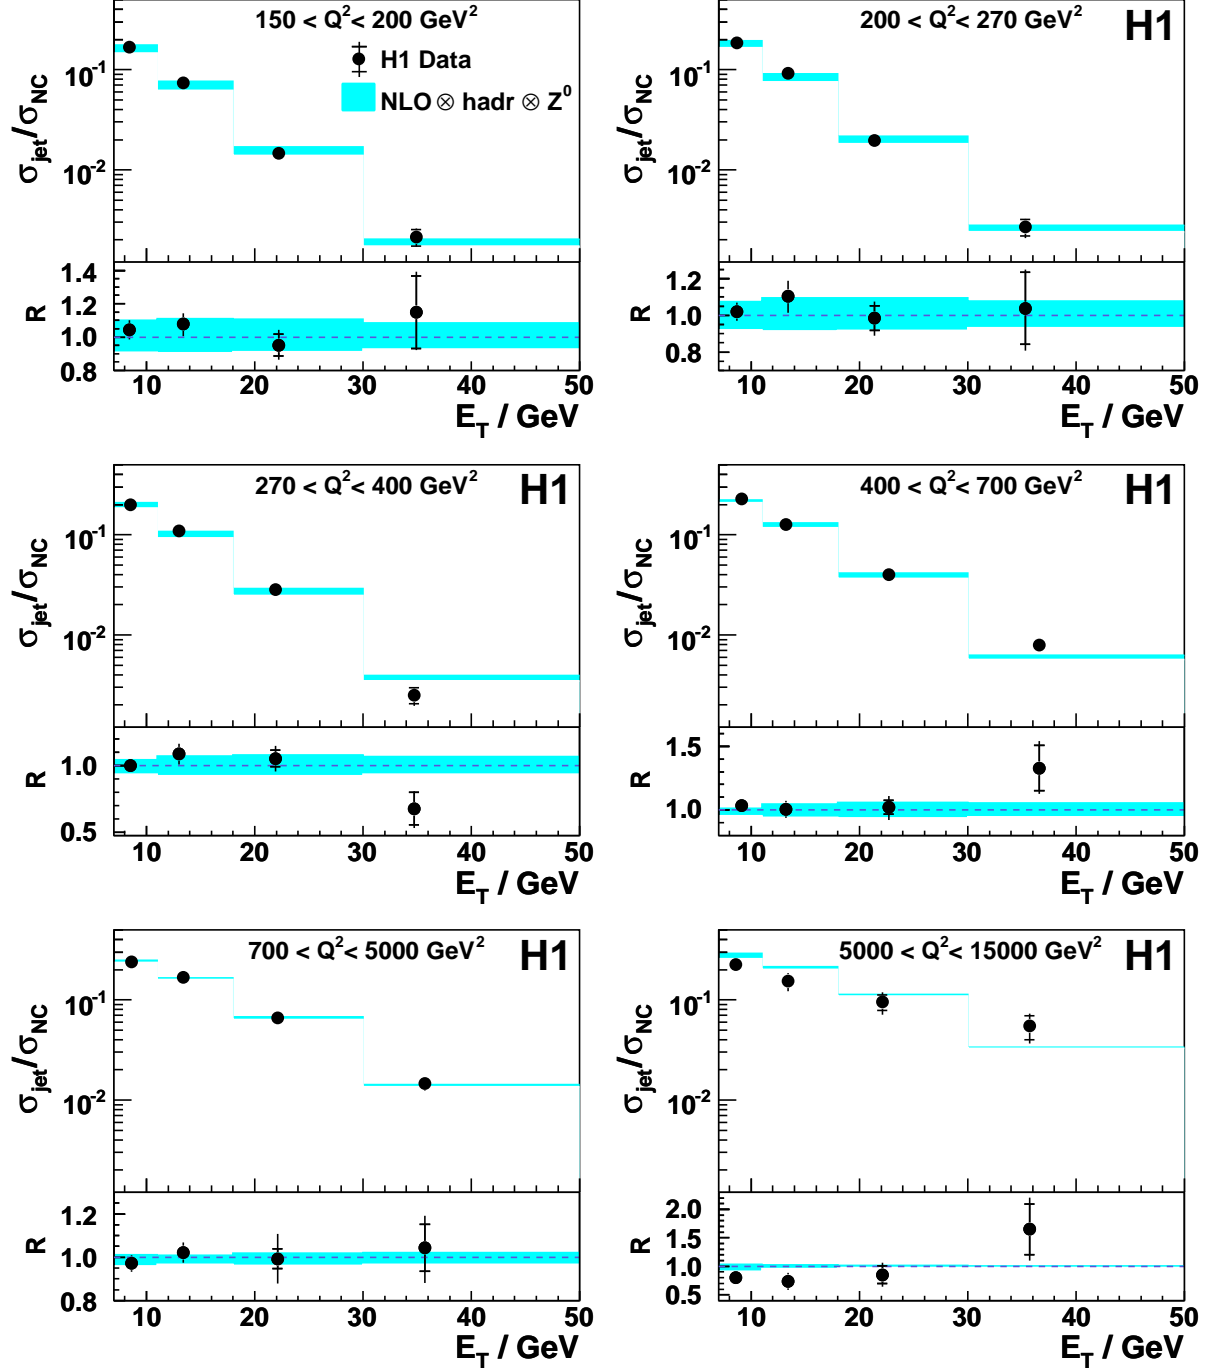 150 < Q² < 200 GeV²
H1 Data
NLO ⊗ hadr ⊗ Z⁰
σjet/σNC
10⁻¹
10⁻²
R
1.4
1.2
1.0
0.8
10 20 30 40 50
E_T / GeV
200 < Q² < 270 GeV²
H1
σjet/σNC
10⁻¹
10⁻²
R
1.2
1.0
0.8
10 20 30 40 50
E_T / GeV
270 < Q² < 400 GeV²
H1
σjet/σNC
10⁻¹
10⁻²
R
1.0
0.5
10 20 30 40 50
E_T / GeV
400 < Q² < 700 GeV²
H1
σjet/σNC
10⁻¹
10⁻²
R
1.5
1.0
10 20 30 40 50
E_T / GeV
700 < Q² < 5000 GeV²
H1
σjet/σNC
10⁻¹
10⁻²
R
1.2
1.0
0.8
10 20 30 40 50
E_T / GeV
5000 < Q² < 15000 GeV²
H1
σjet/σNC
10⁻¹
10⁻²
R
2.0
1.5
1.0
0.5
10 20 30 40 50
E_T / GeV